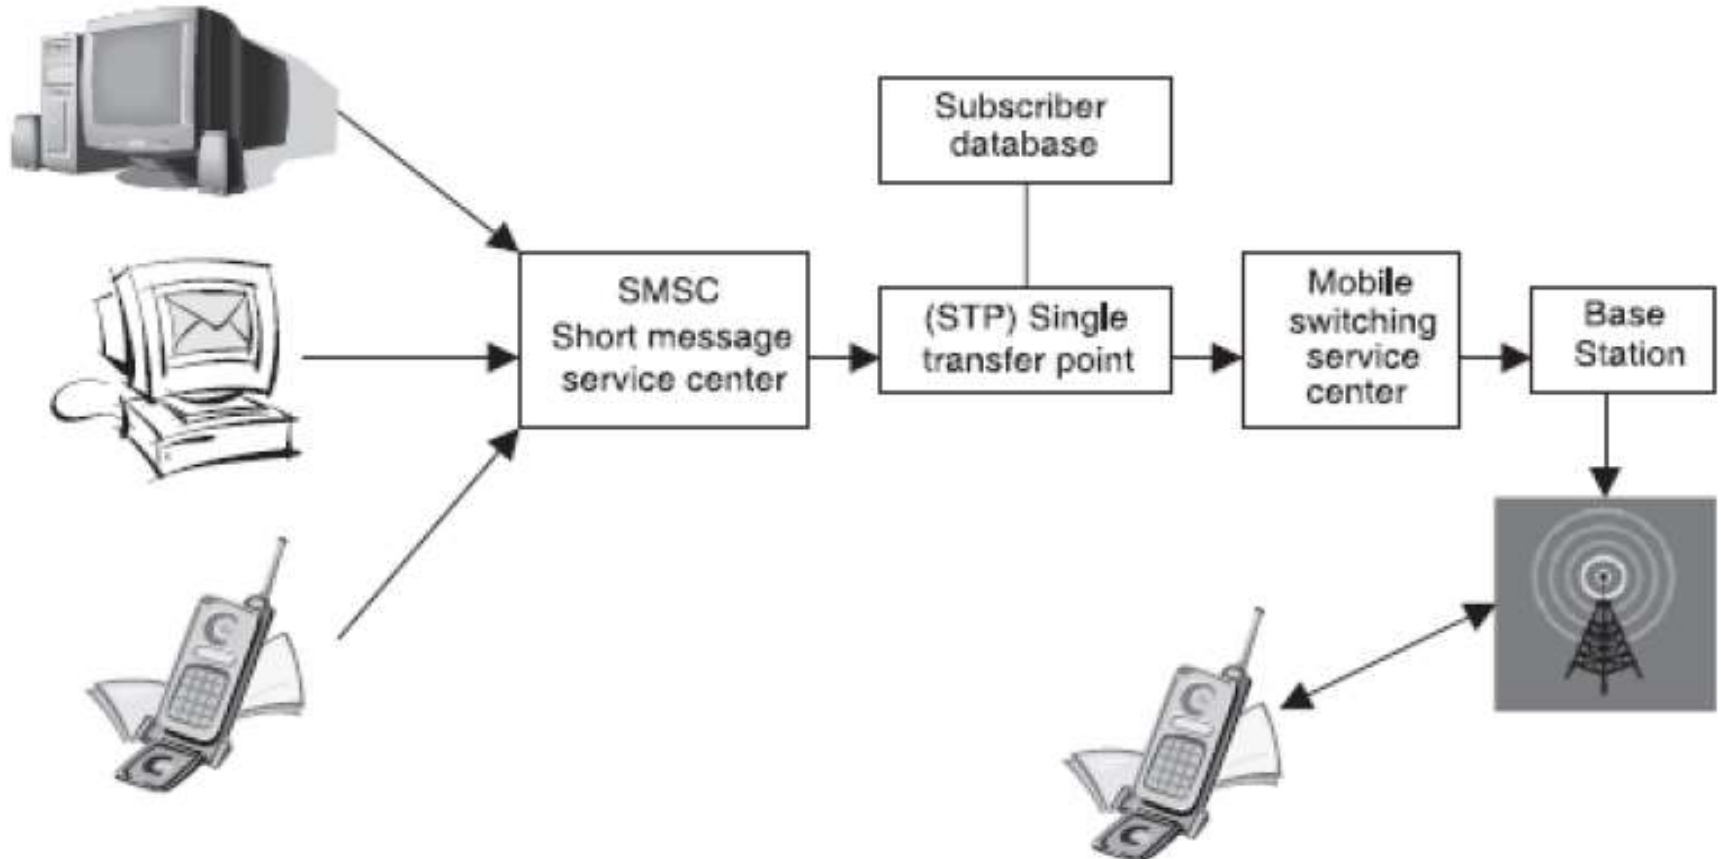 Subscriber
database
SMSC
Short message
service center
(STP) Single
transfer point
Mobile
switching
service
center
Base
Station